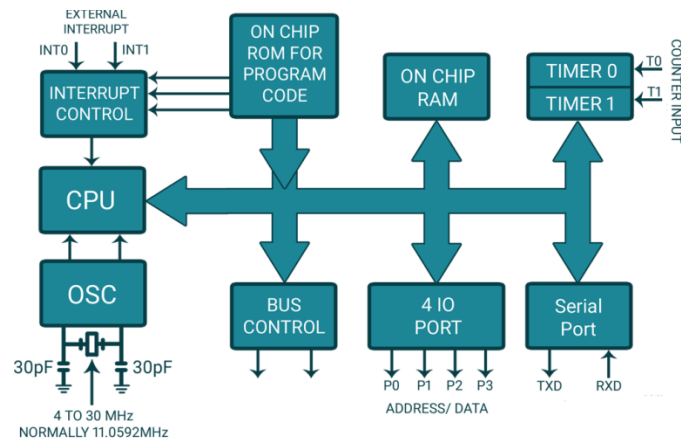 EXTERNAL
INTERRUPT
INT0 INT1
INTERRUPT
CONTROL
ON CHIP
ROM FOR
PROGRAM
CODE
ON CHIP
RAM
TIMER 0
TIMER 1
T0
T1
COUNTER INPUT
CPU
OSC
30pF 30pF
4 TO 30 MHz
NORMALLY 11.0592MHz
BUS
CONTROL
4 IO
PORT
P0 P1 P2 P3
ADDRESS/ DATA
Serial
Port
TXD RXD